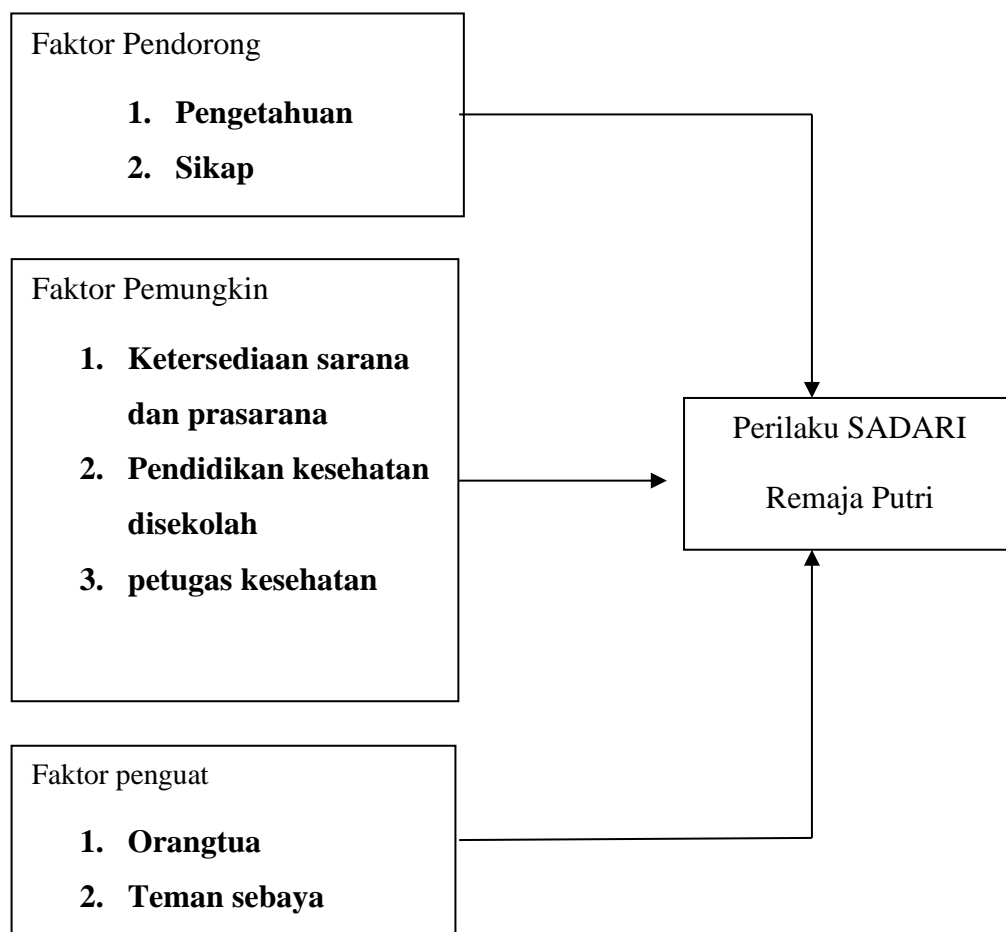 Faktor Pendorong
1. Pengetahuan
2. Sikap
Faktor Pemungkin
1. Ketersediaan sarana
dan prasarana
2. Pendidikan kesehatan
disekolah
3. petugas kesehatan
Perilaku SADARI
Remaja Putri
Faktor penguat
1. Orangtua
2. Teman sebaya